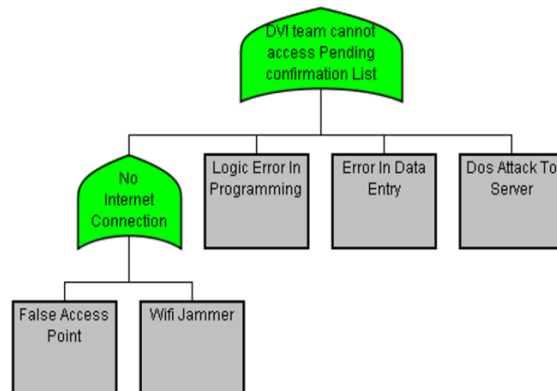 DVI team cannot
access Pending
confirmation List
No
Internet
Connection
Logic Error In
Programming
Error In Data
Entry
Dos Attack To
Server
False Access
Point
Wifi Jammer